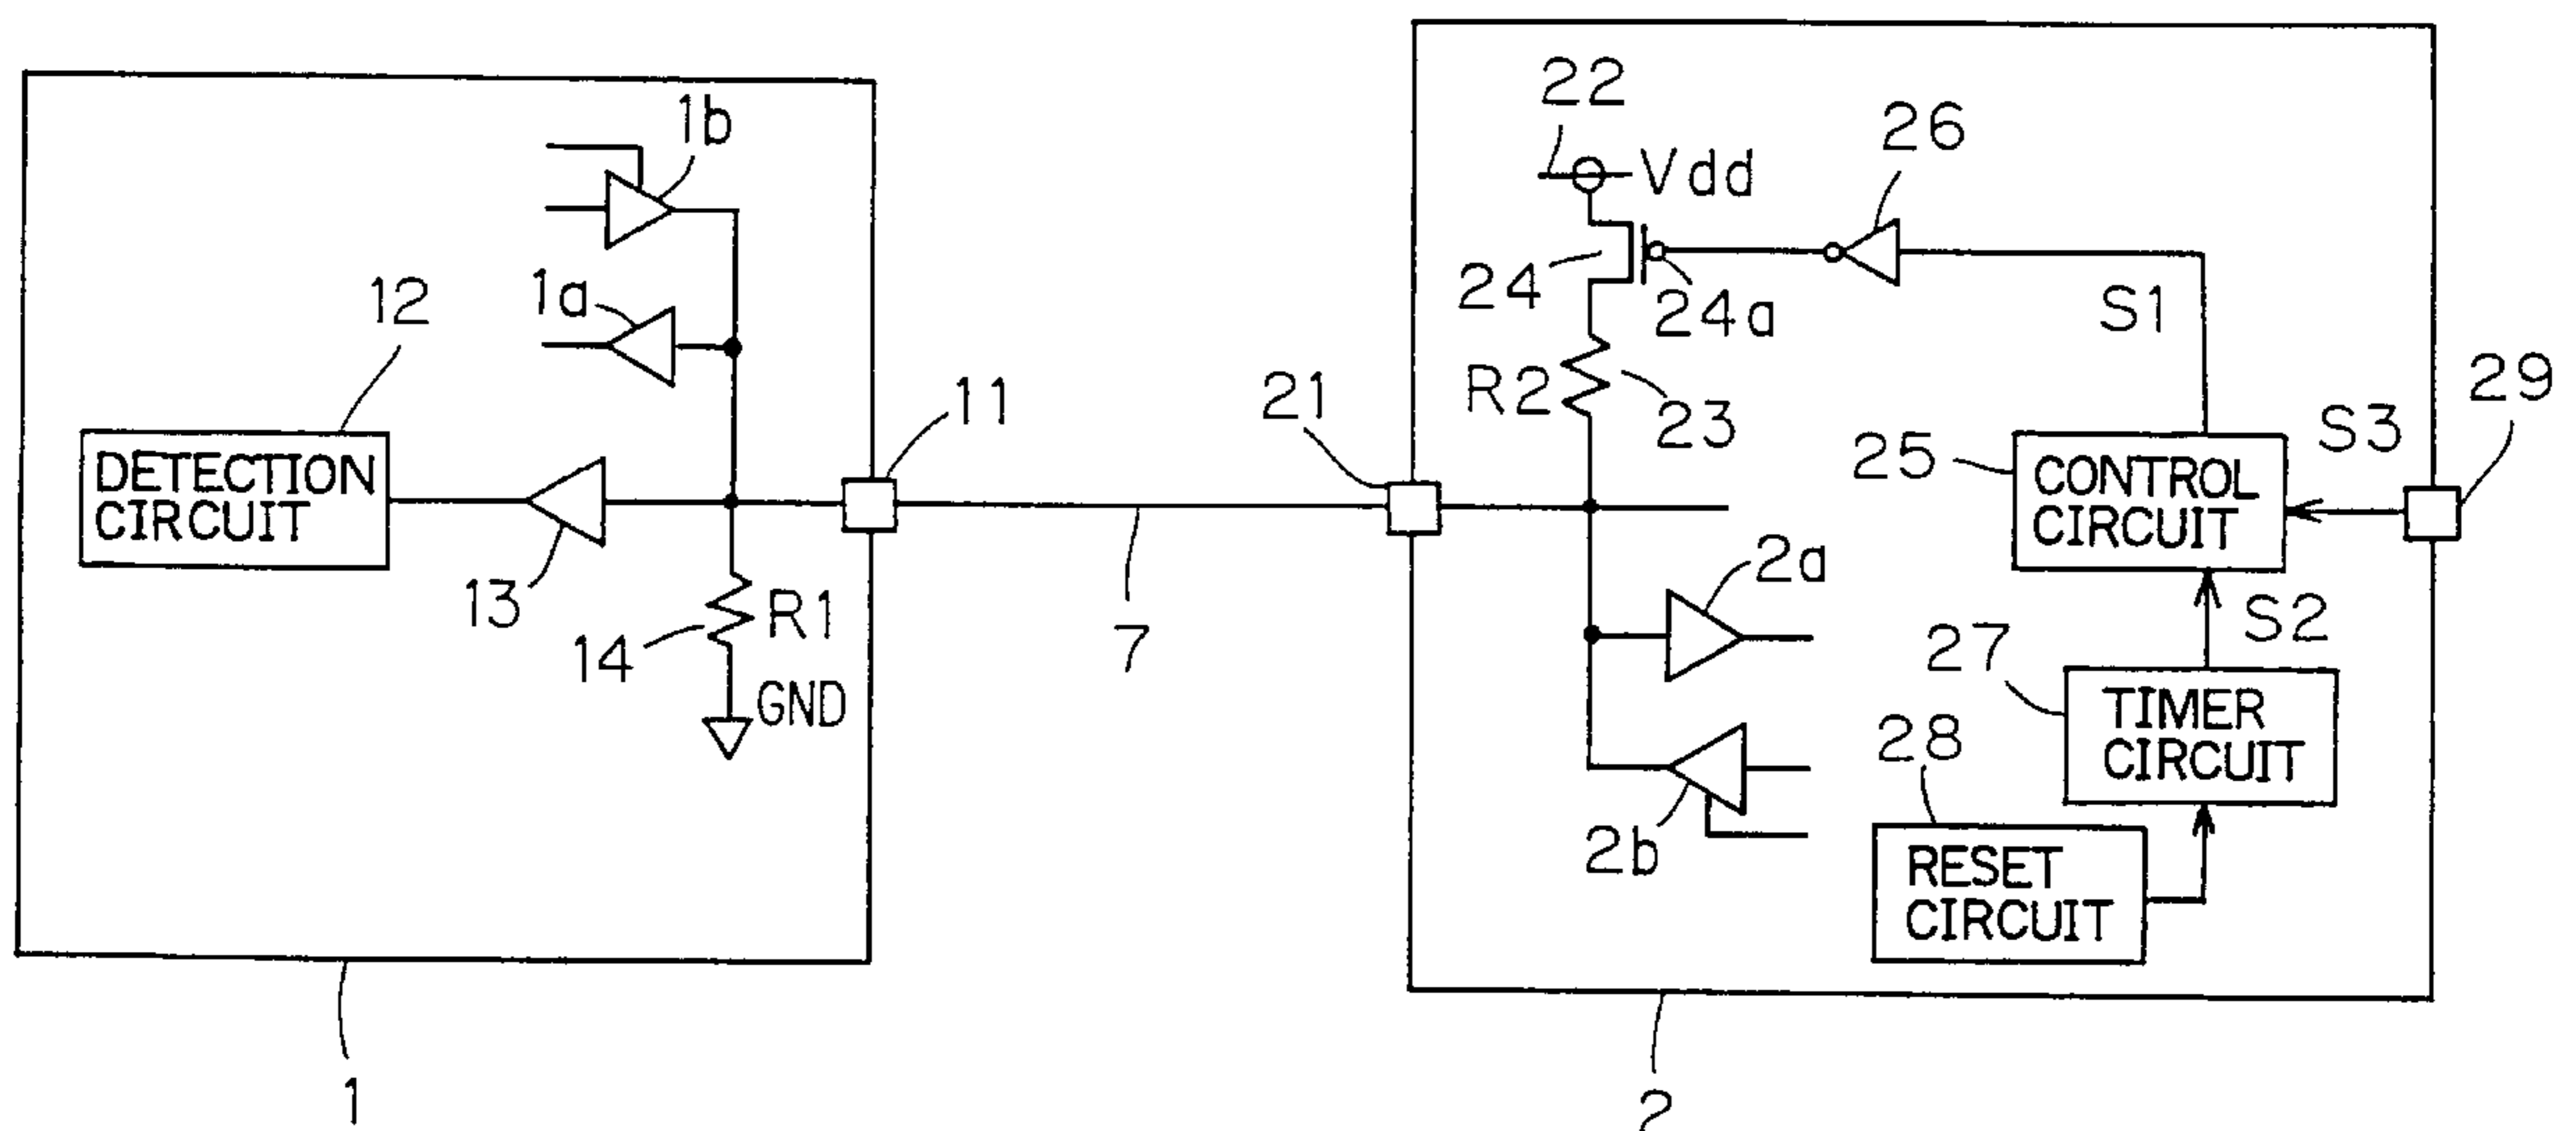 1b
1a
12
DETECTION
CIRCUIT
13
11
14
R1
GND
7
1
22
Vdd
26
24
24a
S1
R2
23
21
25
CONTROL
CIRCUIT
S3
29
2a
S2
27
TIMER
CIRCUIT
2b
28
RESET
CIRCUIT
2